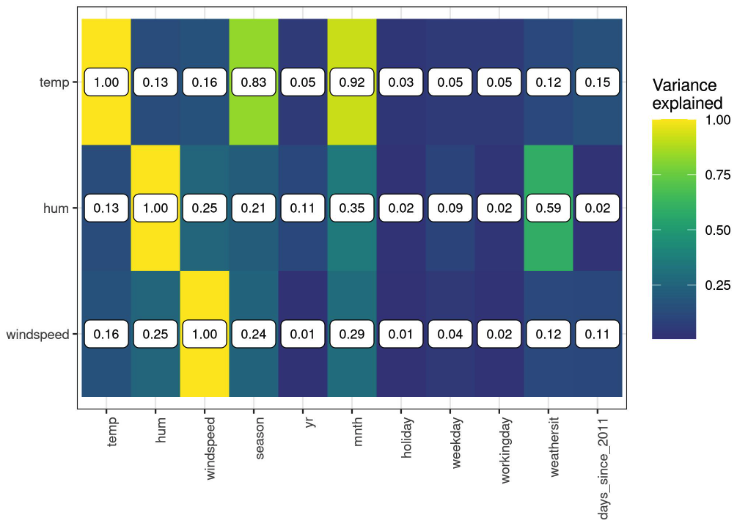 temp 1.00 0.13 0.16 0.83 0.05 0.92 0.03 0.05 0.05 0.12 0.15
hum 0.13 1.00 0.25 0.21 0.11 0.35 0.02 0.09 0.02 0.59 0.02
windspeed 0.16 0.25 1.00 0.24 0.01 0.29 0.01 0.04 0.02 0.12 0.11
temp
hum
windspeed
season
yr
mnth
holiday
weekday
workingday
weathersit
days_since_2011
Variance
explained
1.00
0.75
0.50
0.25